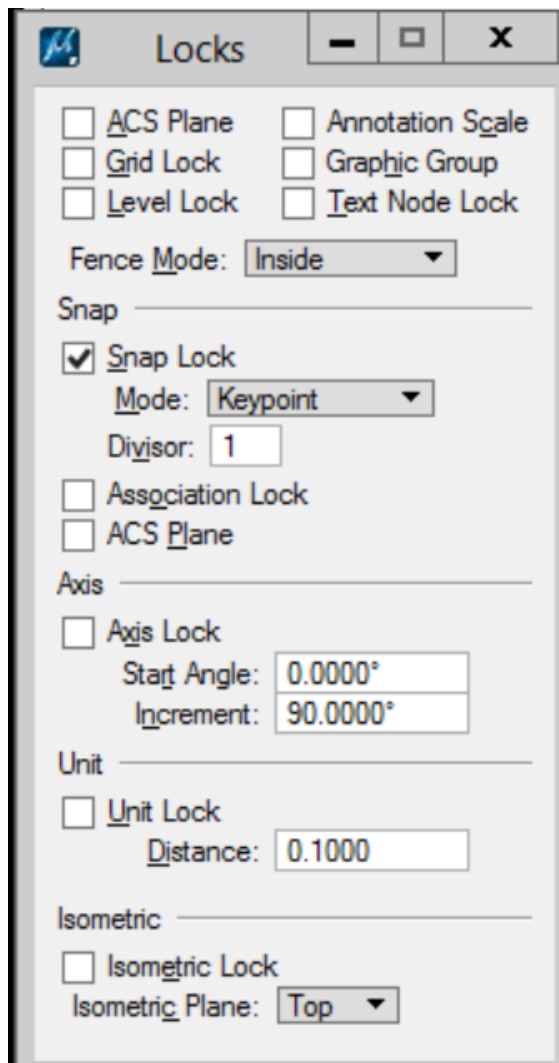 Locks
ACS Plane Annotation Scale
Grid Lock Graphic Group
Level Lock Text Node Lock
Fence Mode: Inside
Snap
Snap Lock
Mode: Keypoint
Divisor: 1
Association Lock
ACS Plane
Axis
Axis Lock
Start Angle: 0.0000°
Increment: 90.0000°
Unit
Unit Lock
Distance: 0.1000
Isometric
Isometric Lock
Isometric Plane: Top